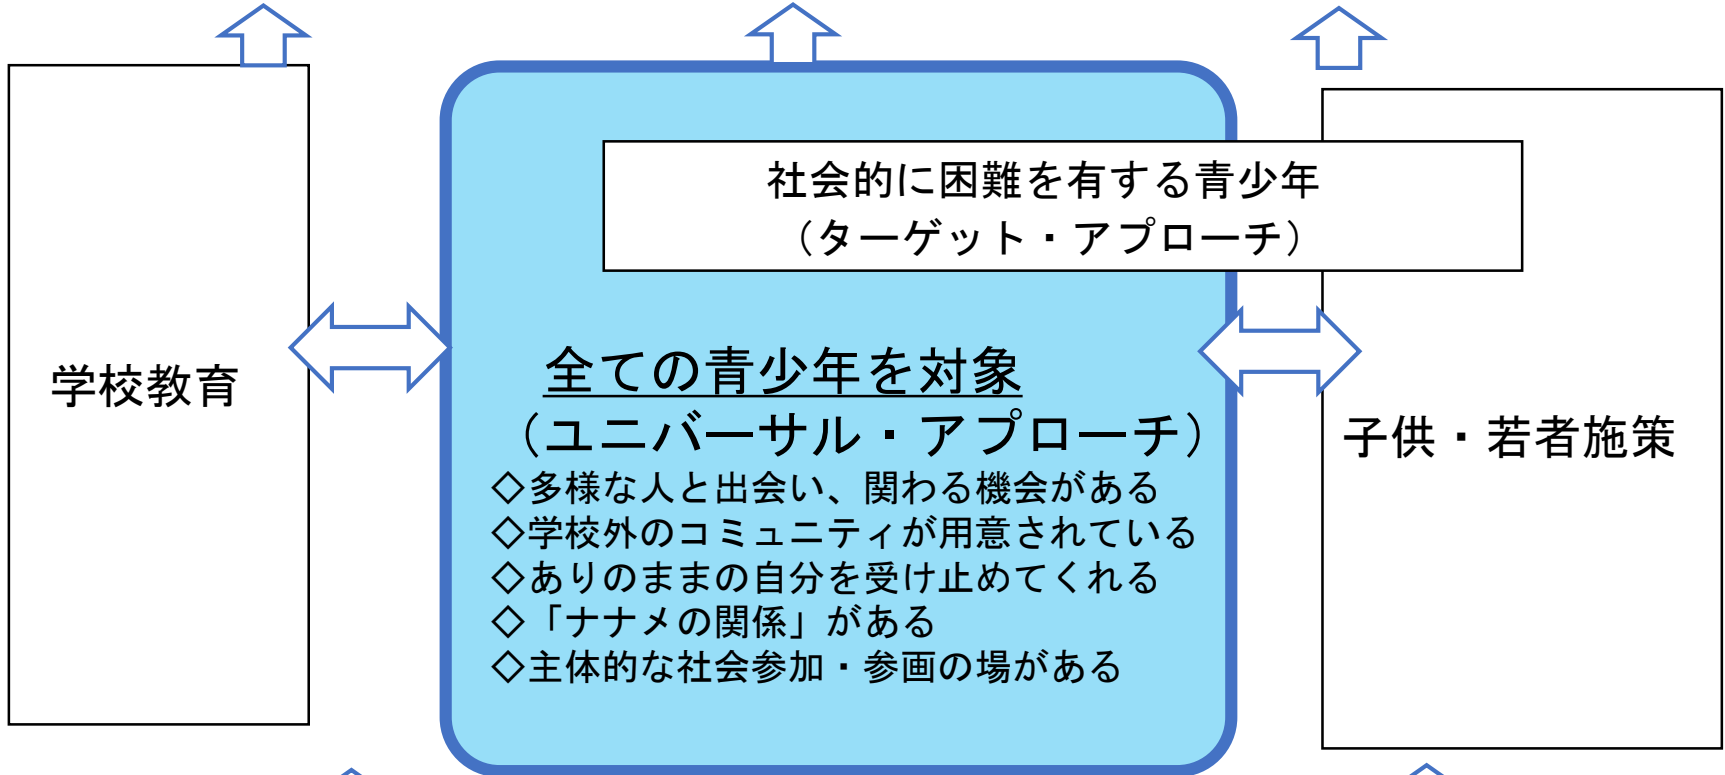 社会的に困難を有する青少年
（ターゲット・アプローチ）
学校教育
全ての青少年を対象
（ユニバーサル・アプローチ）
◇多様な人と出会い、関わる機会がある
◇学校外のコミュニティが用意されている
◇ありのままの自分を受け止めてくれる
◇「ナナメの関係」がある
◇主体的な社会参加・参画の場がある
子供・若者施策